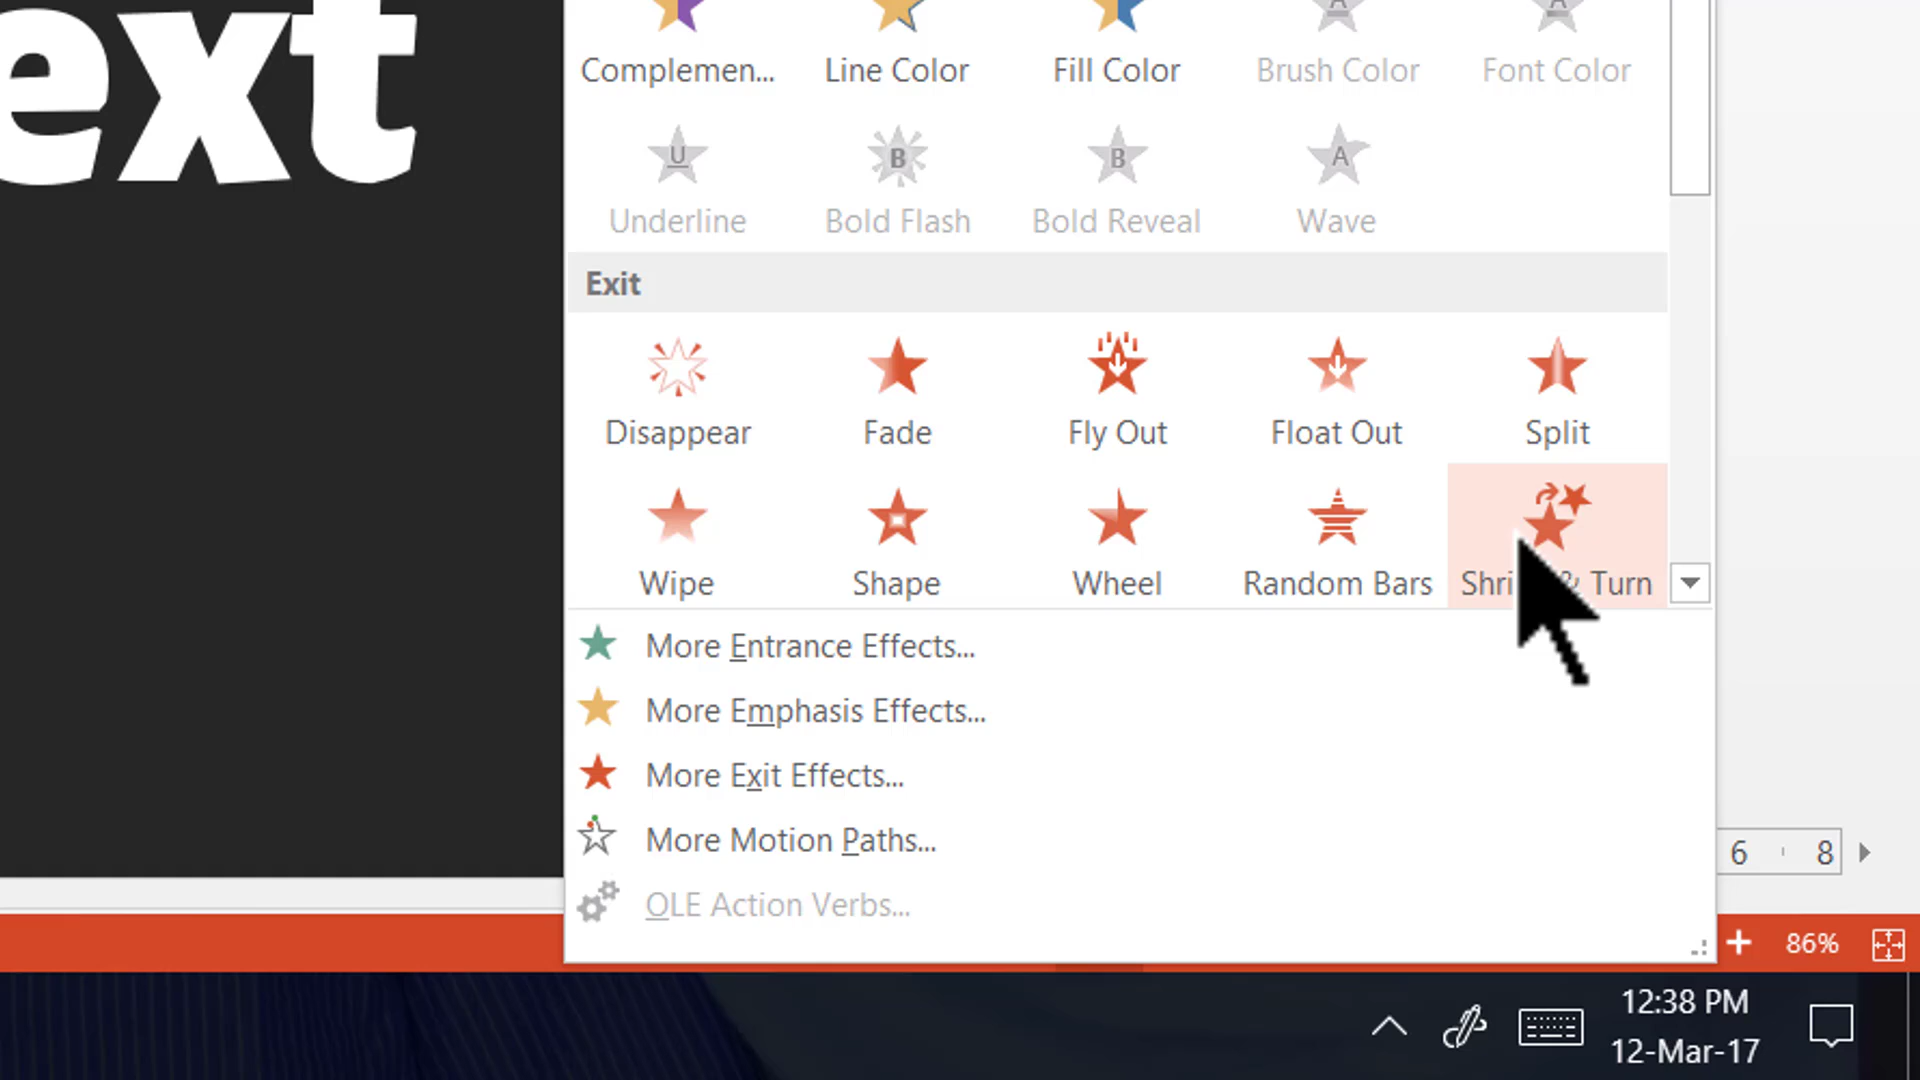 ext
Complemen... Line Color Fill Color Brush Color Font Color
Underline Bold Flash Bold Reveal Wave
Exit
Disappear Fade Fly Out Float Out Split
Wipe Shape Wheel Random Bars Shri & Turn
More Entrance Effects...
More Emphasis Effects...
More Exit Effects...
More Motion Paths...
OLE Action Verbs...
6 8
86%
12:38 PM
12-Mar-17